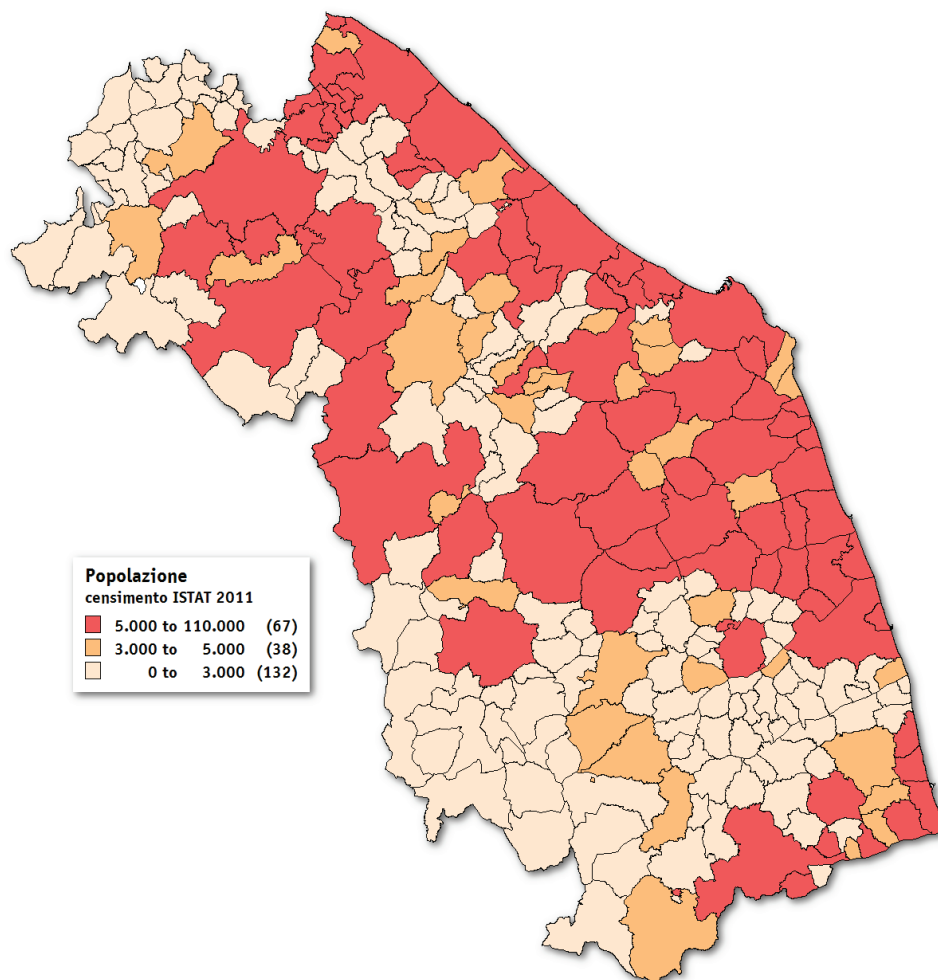 Popolazione
censimento ISTAT 2011
5.000 to 110.000 (67)
3.000 to 5.000 (38)
0 to 3.000 (132)